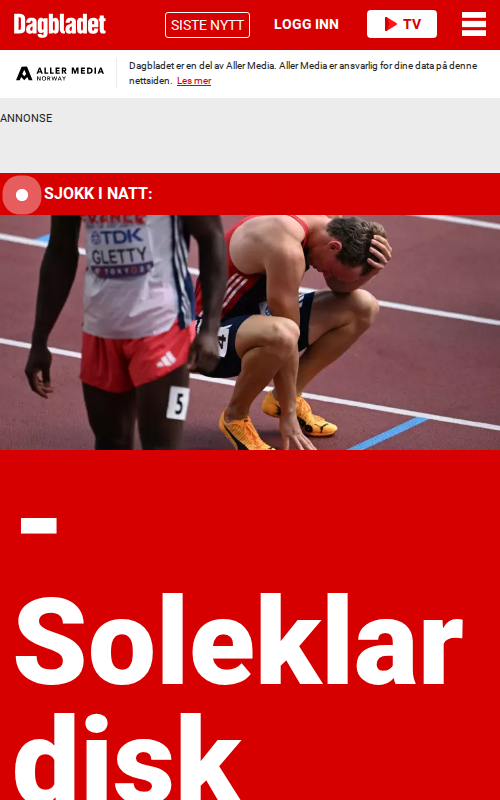 Dagbladet
SISTE NYTT
LOGG INN
TV
ALLER MEDIA
NORWAY
Dagbladet er en del av Aller Media. Aller Media er ansvarlig for dine data på denne
nettsiden. Les mer
ANNONSE
SJOKK I NATT:
TDK
GLETTY
TOKYO25
5
4
–
Soleklar
disk